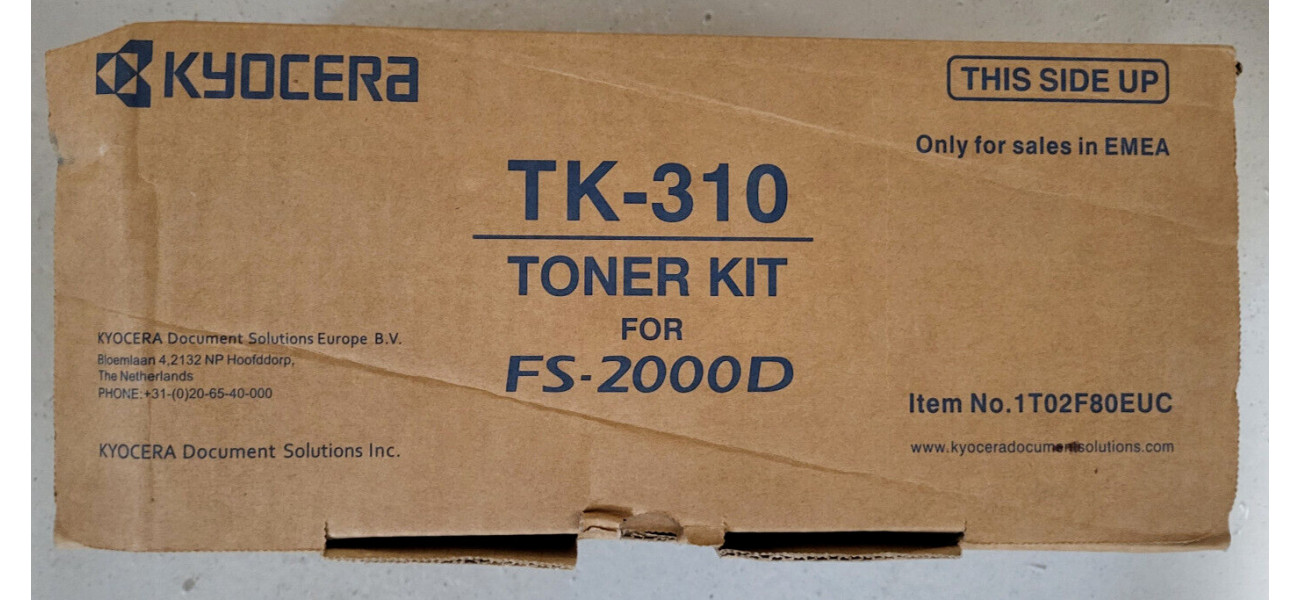 KYOCERA
THIS SIDE UP
Only for sales in EMEA
TK-310
TONER KIT
FOR
FS-2000D
KYOCERA Document Solutions Europe B.V.
Bloemlaan 4,2132 NP Hoofddorp,
The Netherlands
PHONE:+31-(0)20-65-40-000
KYOCERA Document Solutions Inc.
Item No.1T02F80EUC
www.kyoceradocumentsolutions.com